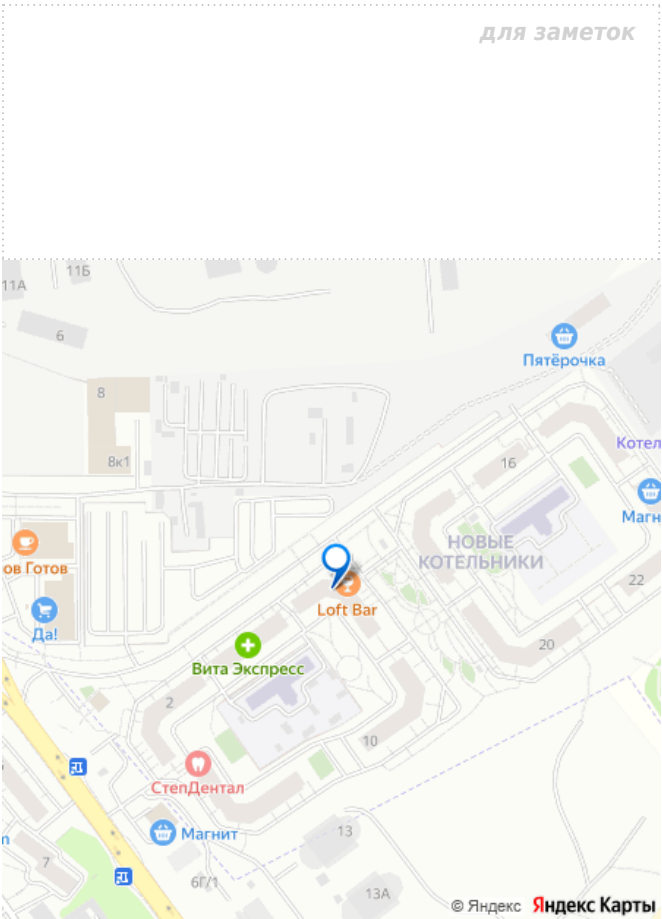 для заметок
11Б
11А
6
Пятёрочка
8
Котел
8к1
16
Магн
НОВЫЕ
КОТЕЛЬНИКИ
ов Готов
22
Loft Bar
Да!
20
Вита Экспресс
2
10
СтепДентал
13
Магнит
7
6Г/1
13А
© Яндекс Яндекс Карты